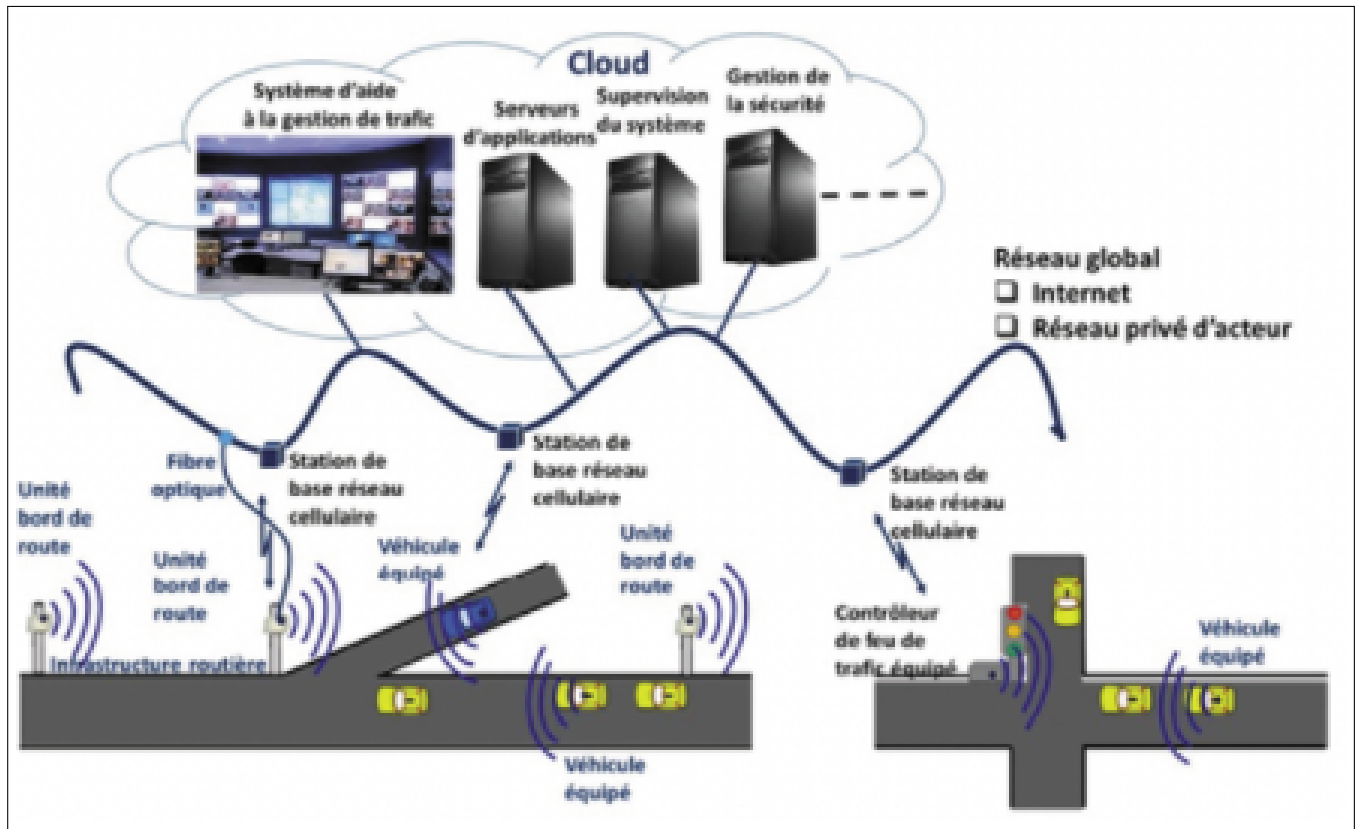 Cloud
Système d'aide
à la gestion de trafic
Serveurs
d'applications
Supervision
du système
Gestion de
la sécurité
Réseau global
Internet
Réseau privé d'acteur
Fibre
optique
Station de
base réseau
cellulaire
Station de
base réseau
cellulaire
Station de
base réseau
cellulaire
Unité
bord de
route
Unité
bord de
route
Véhicule
équipé
Unité
bord de
route
Contrôleur
de feu de
trafic équipé
Véhicule
équipé
Infrastructure routière
Véhicule
équipé